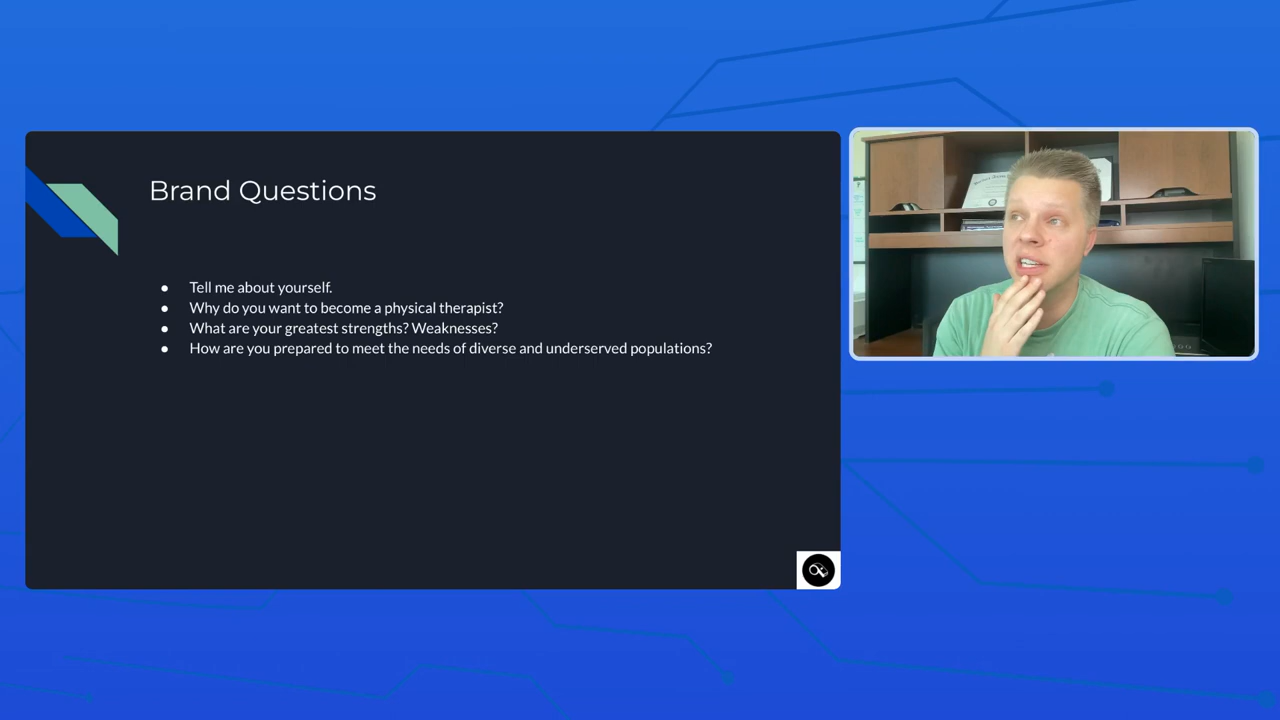 Brand Questions
● Tell me about yourself.
● Why do you want to become a physical therapist?
● What are your greatest strengths? Weaknesses?
● How are you prepared to meet the needs of diverse and underserved populations?